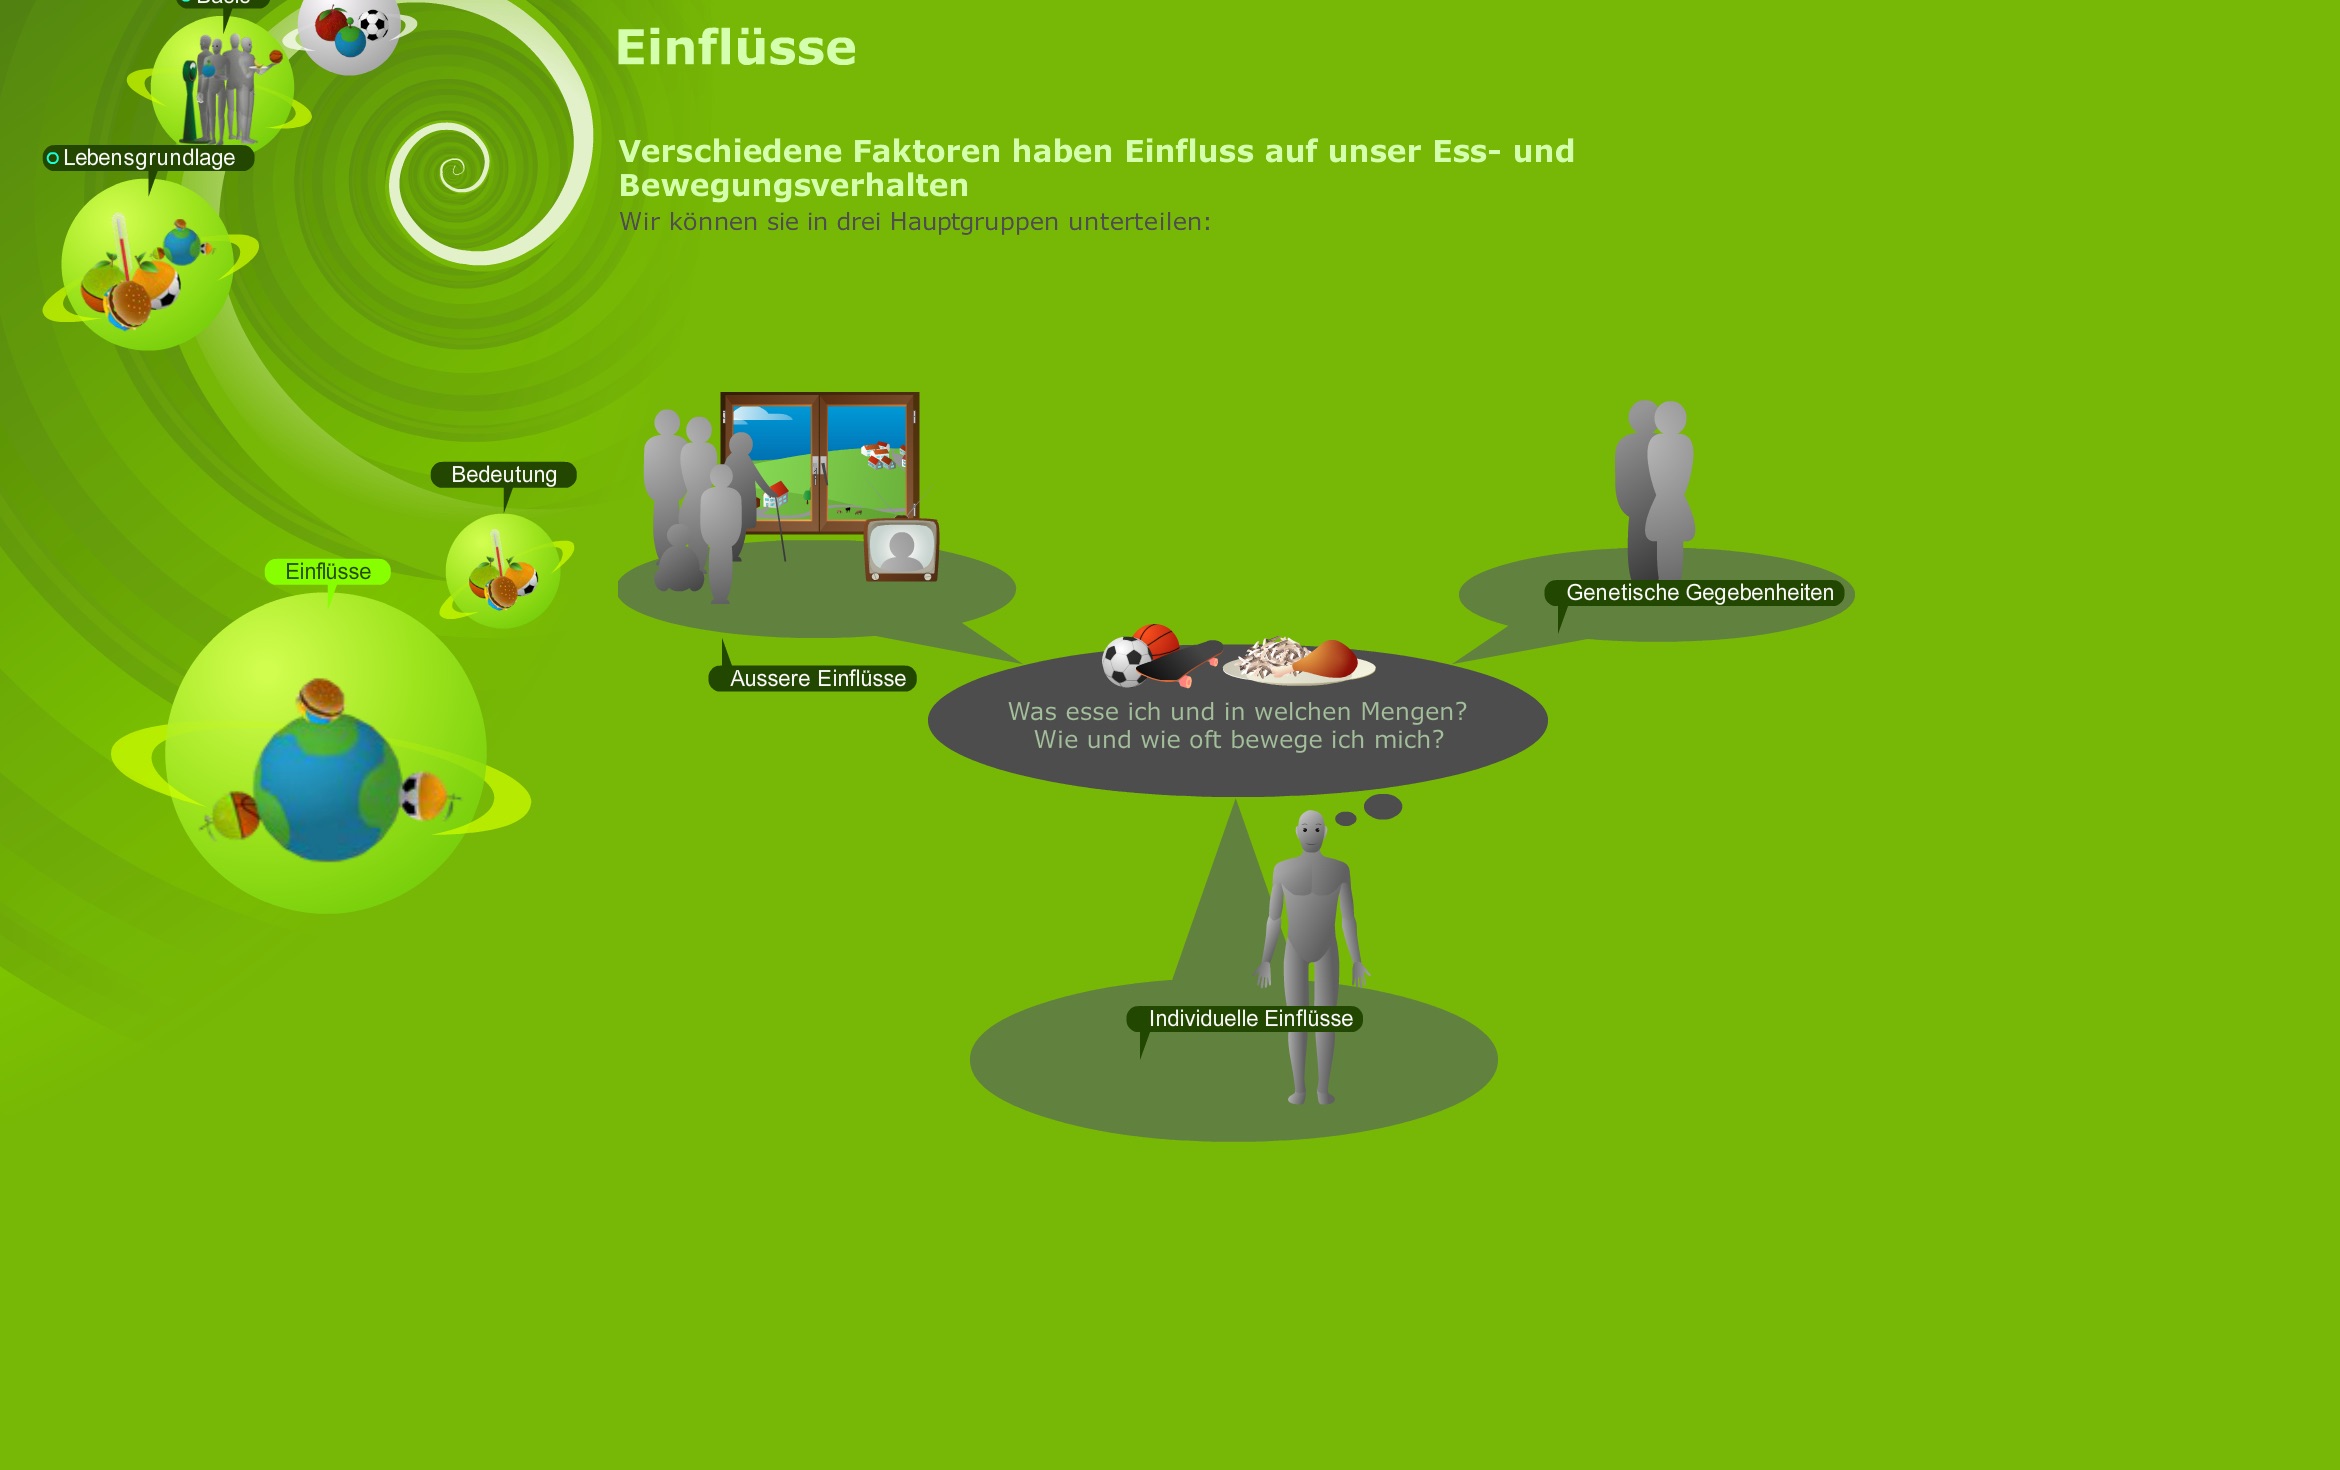 Basis
Einflüsse
Verschiedene Faktoren haben Einfluss auf unser Ess- und
Bewegungsverhalten
Wir können sie in drei Hauptgruppen unterteilen:
Lebensgrundlage
Bedeutung
Einflüsse
Genetische Gegebenheiten
Aussere Einflüsse
Was esse ich und in welchen Mengen?
Wie und wie oft bewege ich mich?
Individuelle Einflüsse